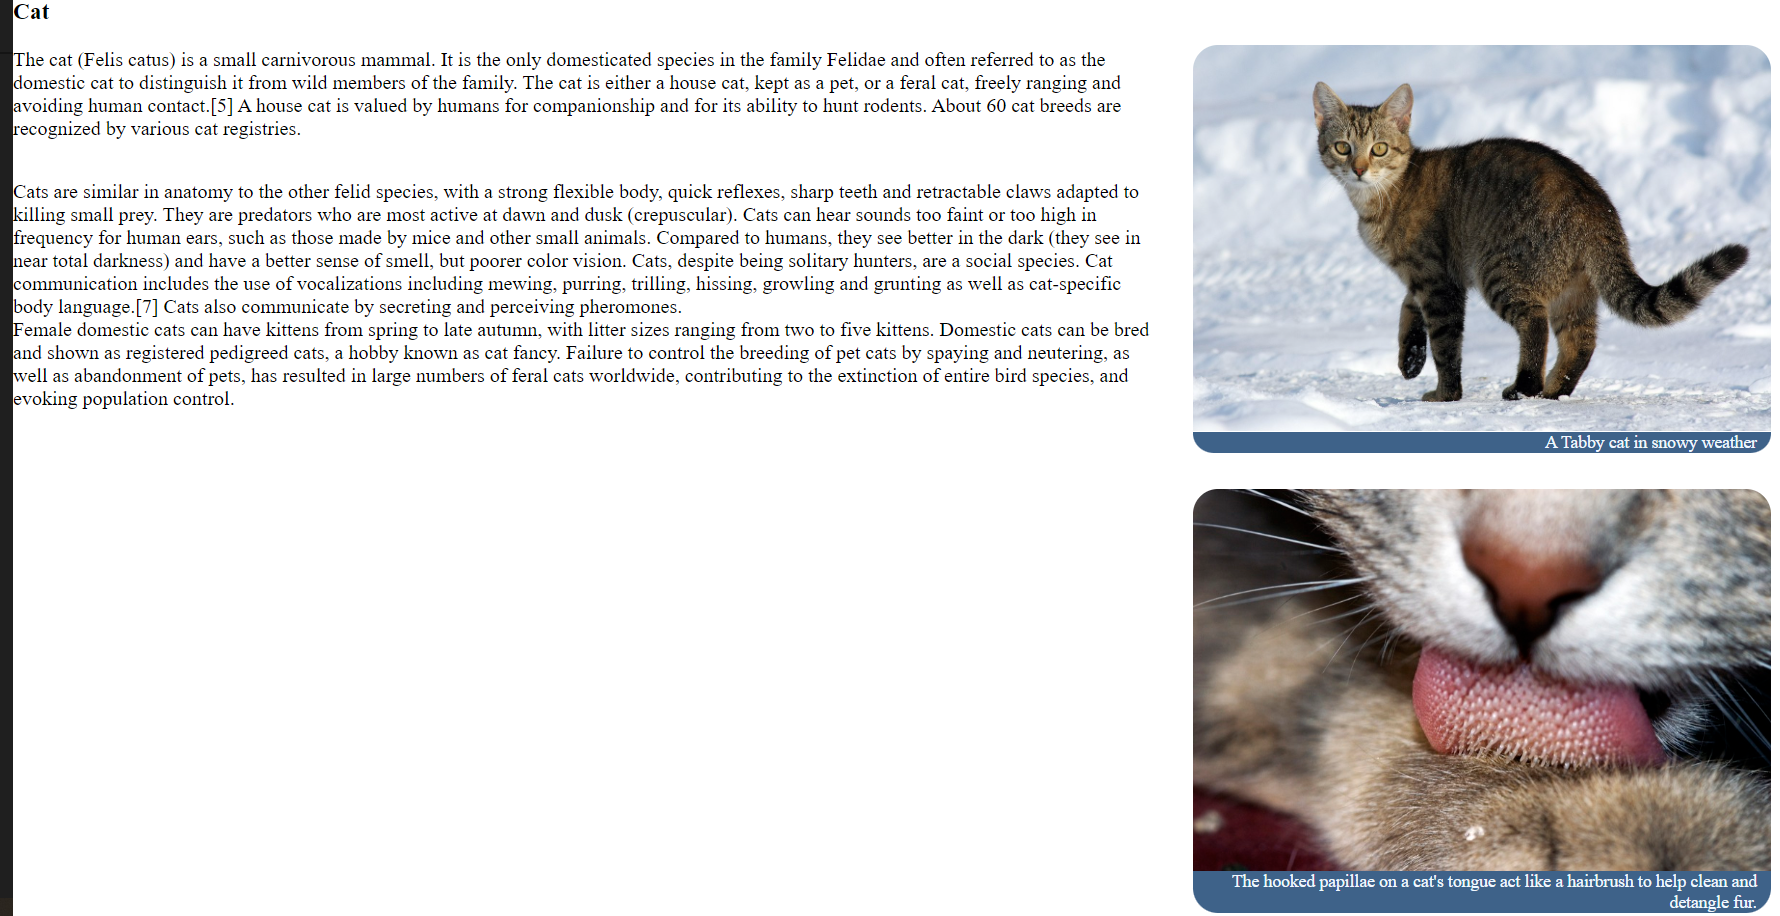 Cat
The cat (Felis catus) is a small carnivorous mammal. It is the only domesticated species in the family Felidae and often referred to as the
domestic cat to distinguish it from wild members of the family. The cat is either a house cat, kept as a pet, or a feral cat, freely ranging and
avoiding human contact.[5] A house cat is valued by humans for companionship and for its ability to hunt rodents. About 60 cat breeds are
recognized by various cat registries.
Cats are similar in anatomy to the other felid species, with a strong flexible body, quick reflexes, sharp teeth and retractable claws adapted to
killing small prey. They are predators who are most active at dawn and dusk (crepuscular). Cats can hear sounds too faint or too high in
frequency for human ears, such as those made by mice and other small animals. Compared to humans, they see better in the dark (they see in
near total darkness) and have a better sense of smell, but poorer color vision. Cats, despite being solitary hunters, are a social species. Cat
communication includes the use of vocalizations including mewing, purring, trilling, hissing, growling and grunting as well as cat-specific
body language.[7] Cats also communicate by secreting and perceiving pheromones.
Female domestic cats can have kittens from spring to late autumn, with litter sizes ranging from two to five kittens. Domestic cats can be bred
and shown as registered pedigreed cats, a hobby known as cat fancy. Failure to control the breeding of pet cats by spaying and neutering, as
well as abandonment of pets, has resulted in large numbers of feral cats worldwide, contributing to the extinction of entire bird species, and
evoking population control.
A Tabby cat in snowy weather
The hooked papillae on a cat's tongue act like a hairbrush to help clean and
detangle fur.